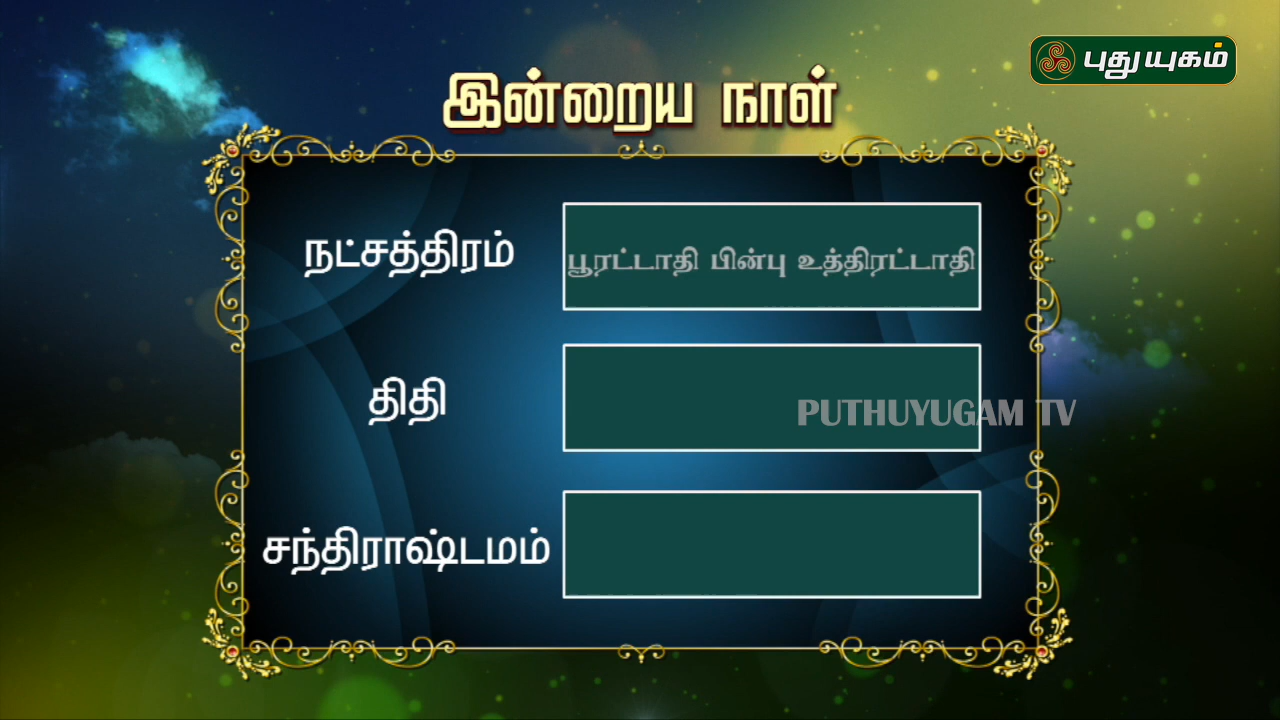 புதுயுகம்
இன்றைய நாள்
நட்சத்திரம்
பூரட்டாதி பின்பு உத்திரட்டாதி
திதி
PUTHUYUGAM TV
சந்திராஷ்டமம்